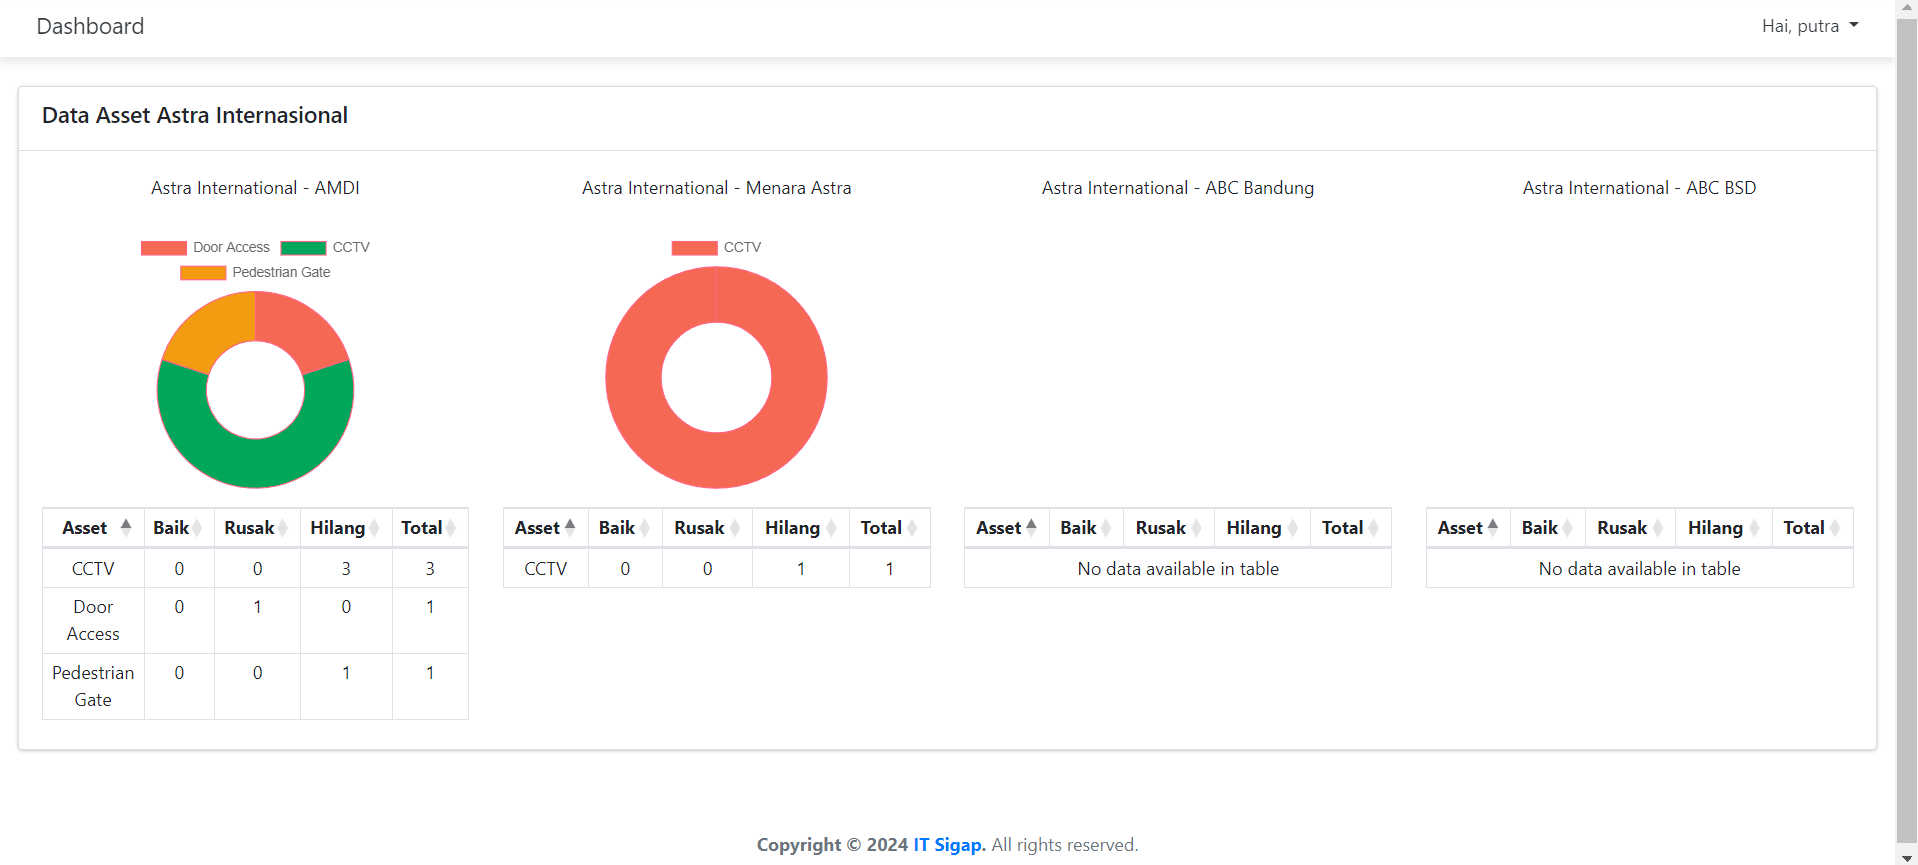 Dashboard
Hai, putra
Data Asset Astra Internasional
Astra International - AMDI
Door Access CCTV
Pedestrian Gate
Asset Baik Rusak Hilang Total
CCTV 0 0 3 3
Door Access 0 1 0 1
Pedestrian Gate 0 0 1 1
Astra International - Menara Astra
CCTV
Asset Baik Rusak Hilang Total
CCTV 0 0 1 1
Astra International - ABC Bandung
Asset Baik Rusak Hilang Total
No data available in table
Astra International - ABC BSD
Asset Baik Rusak Hilang Total
No data available in table
Copyright © 2024 IT Sigap. All rights reserved.